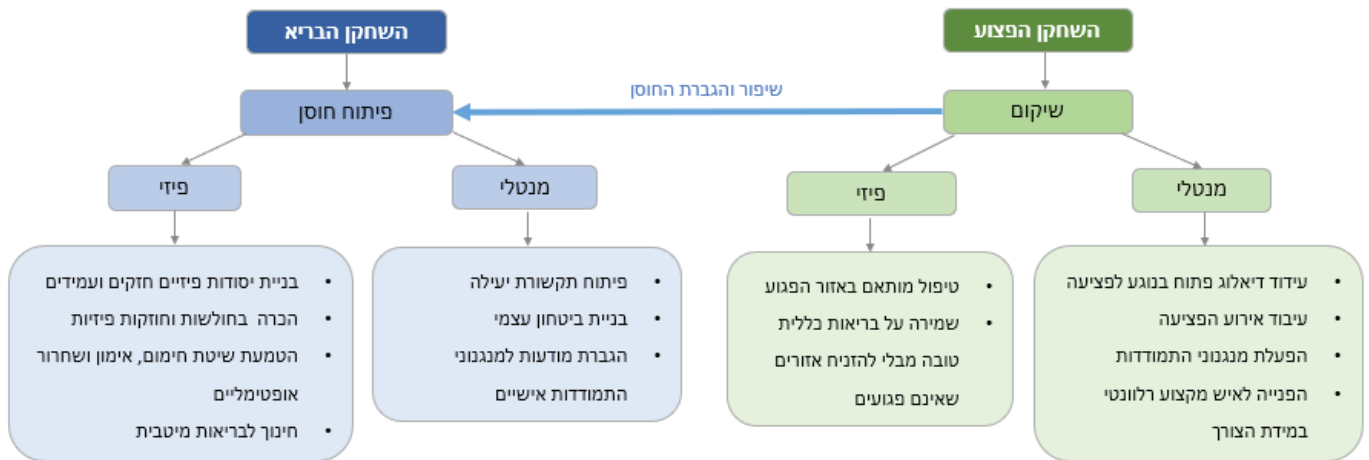 השחקן הפצוע
שיקום
מנטלי
• עידוד דיאלוג פתוח בנוגע לפציעה
• עיבוד אירוע הפציעה
• הפעלת מנגנוני התמודדות
• הפנייה לאיש מקצוע רלוונטי
במידת הצורך
פיזי
• טיפול מותאם באזור הפגוע
• שמירה על בריאות כללית
טובה מבלי להזניח אזורים
שאינם פגועים
שיפור והגברת החוסן
השחקן הבריא
פיתוח חוסן
מנטלי
• פיתוח תקשורת יעילה
• בניית ביטחון עצמי
• הגברת מודעות למנגנוני
התמודדות אישיים
פיזי
• בניית יסודות פיזיים חזקים ועמידים
• הכרה בחולשות וחוזקות פיזיות
• הטמעת שיטת חימום, אימון ושחרור
אופטימליים
• חינוך לבריאות מיטבית